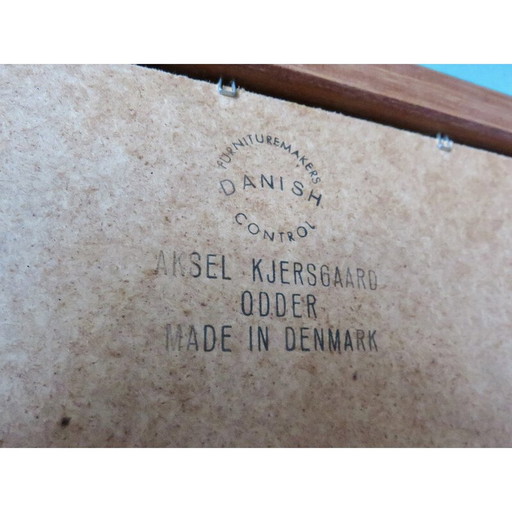 FURNITUREMAKERS
DANISH
CONTROL
AKSEL KJERSGAARD
ODDER
MADE IN DENMARK